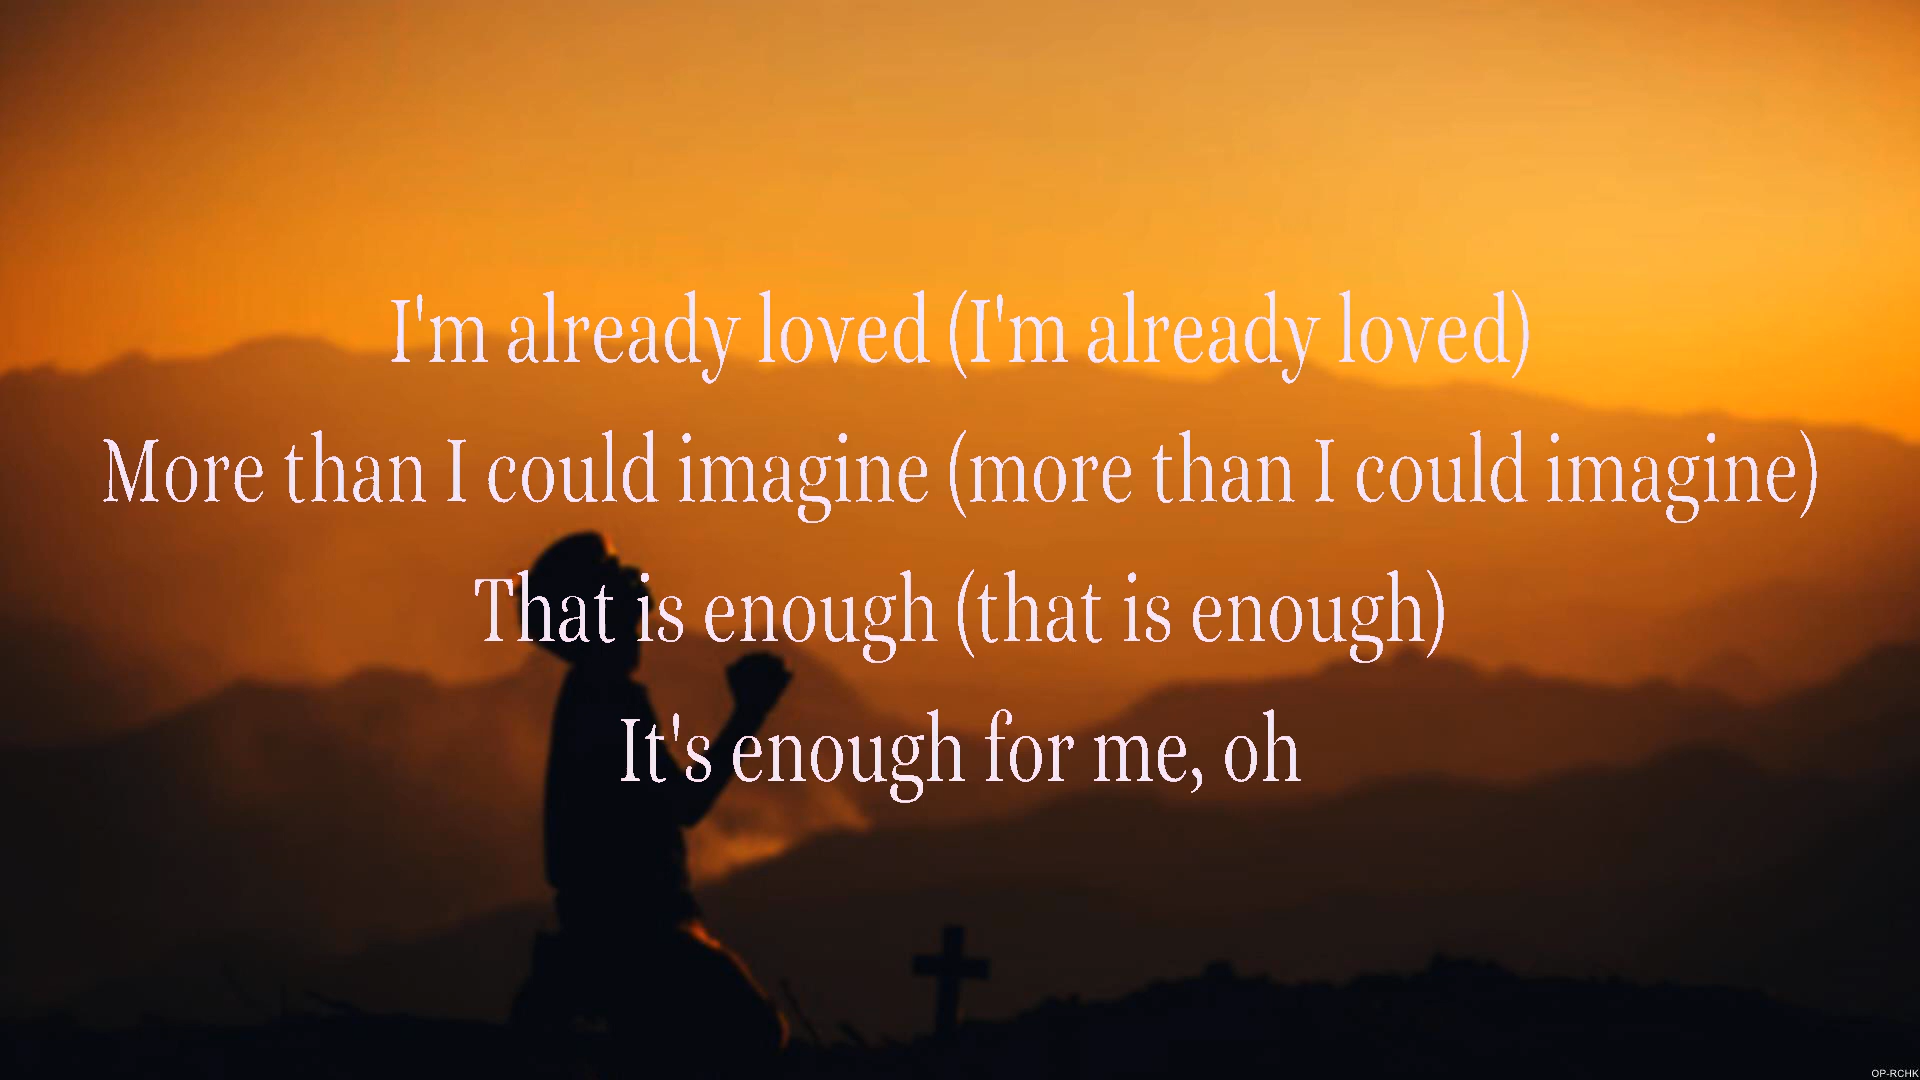 I'm already loved (I'm already loved)
More than I could imagine (more than I could imagine)
That is enough (that is enough)
It's enough for me, oh
OP-RCHK